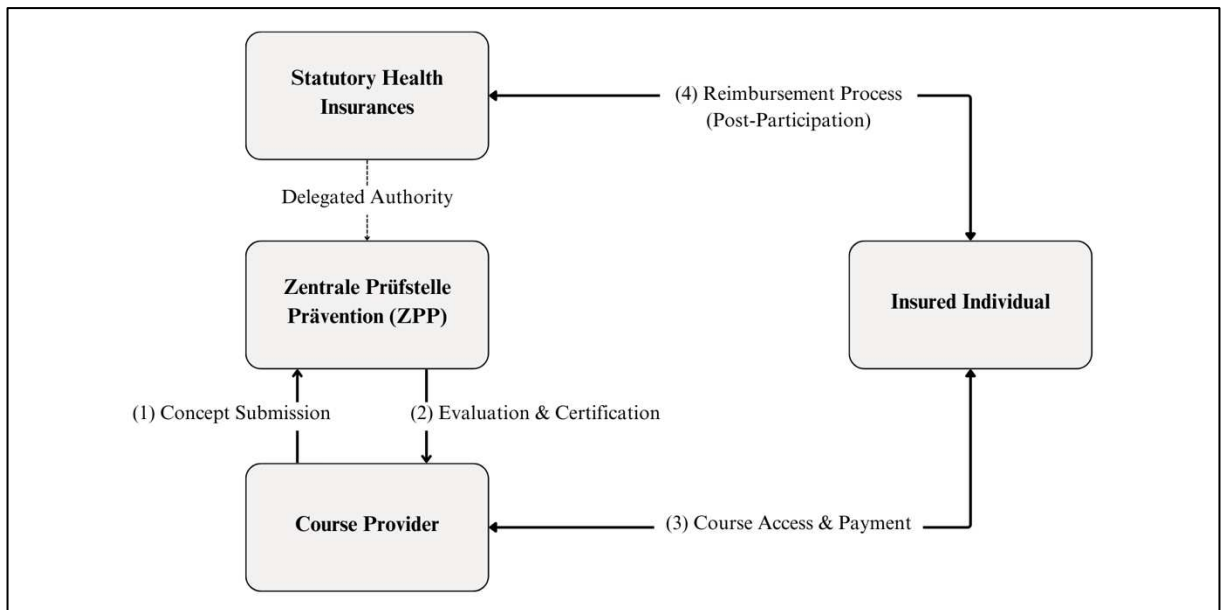 Statutory Health
Insurances
(4) Reimbursement Process
(Post-Participation)
Delegated Authority
Zentrale Prüfstelle
Prävention (ZPP)
Insured Individual
(1) Concept Submission
(2) Evaluation & Certification
Course Provider
(3) Course Access & Payment